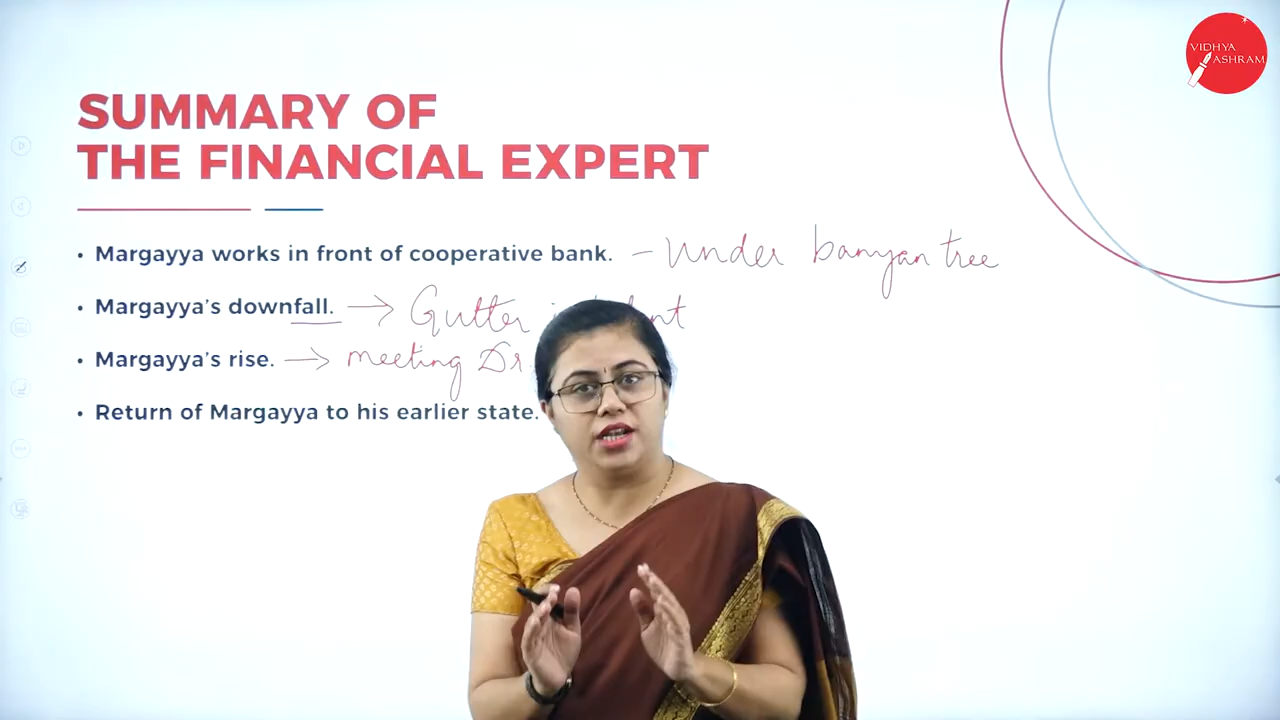 VIDHYA
ASHRAM
SUMMARY OF
THE FINANCIAL EXPERT
• Margayya works in front of cooperative bank. – Under banyan tree
• Margayya's downfall. → Gutter
• Margayya's rise. → meeting Dr.
• Return of Margayya to his earlier state.